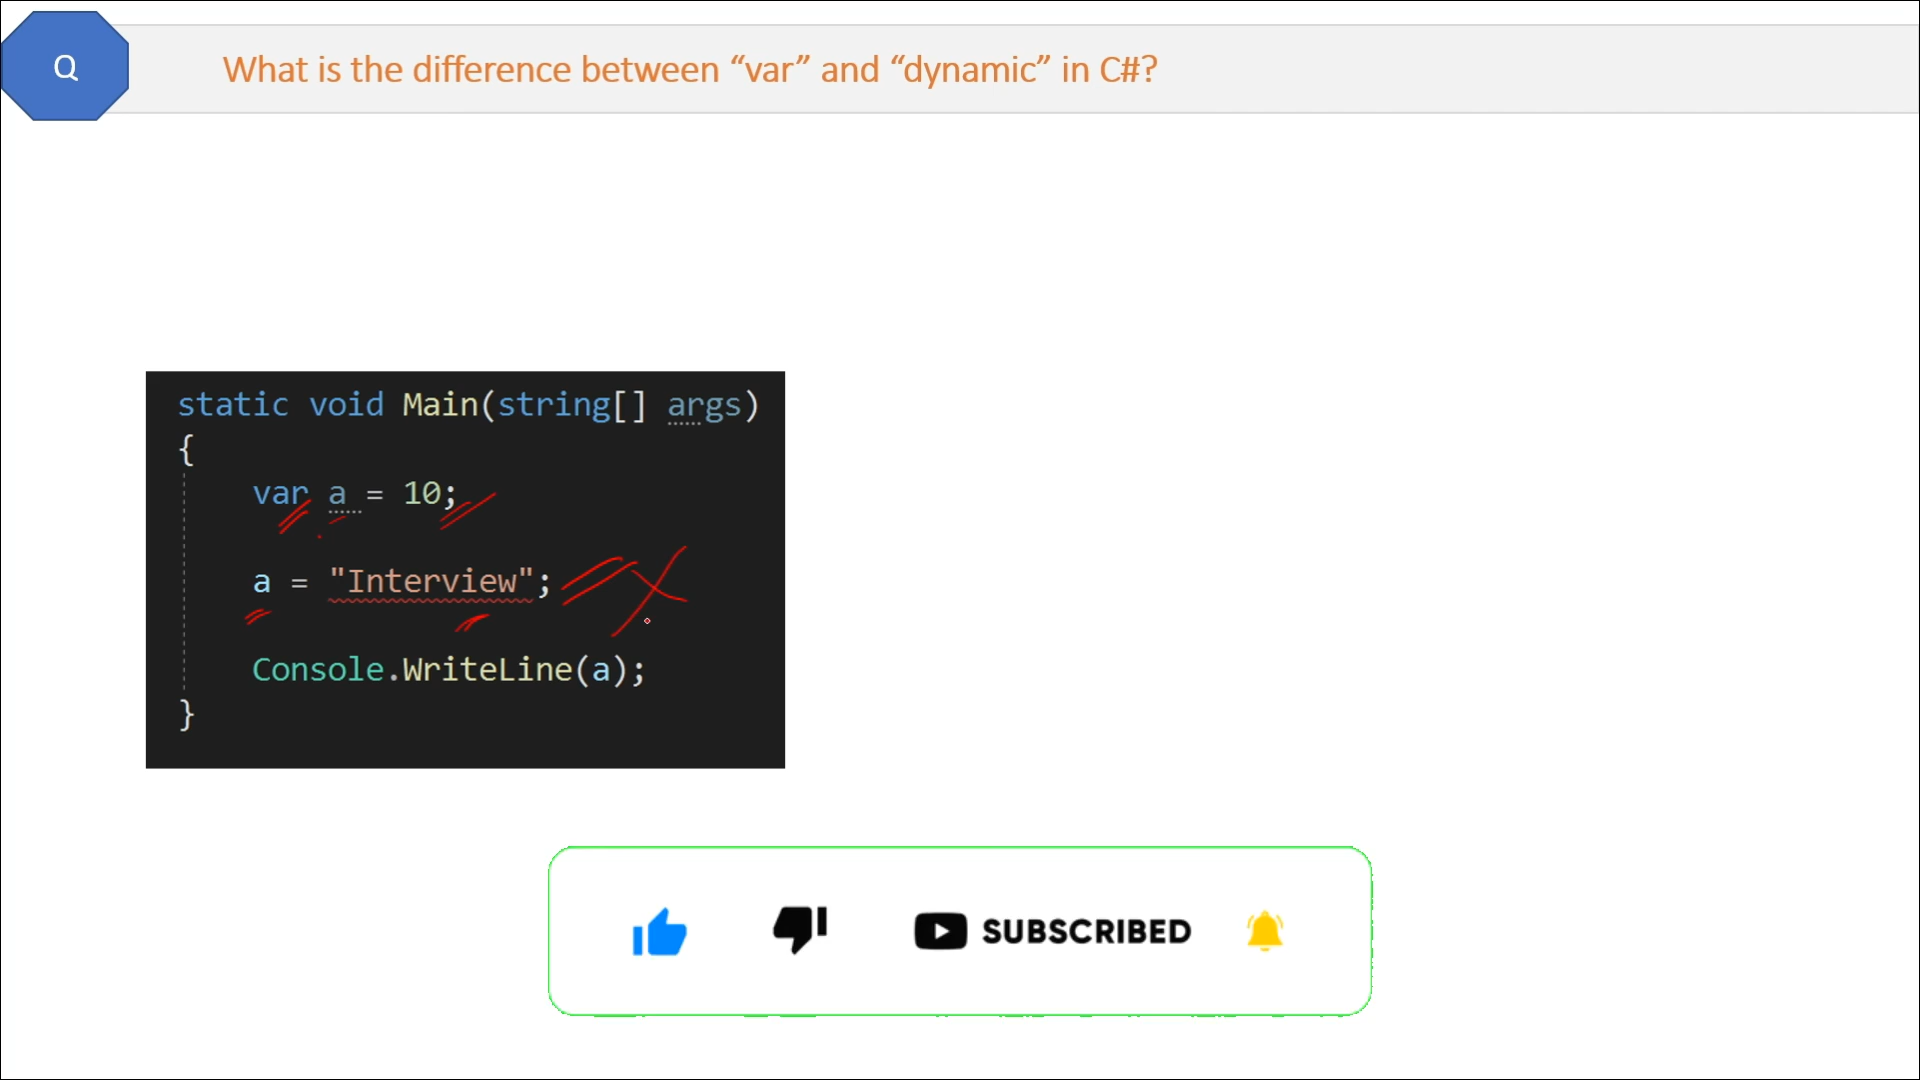 Q
What is the difference between “var” and “dynamic” in C#?
static void Main(string[] args)
{
var a = 10;
a = "Interview";
Console.WriteLine(a);
}
SUBSCRIBED